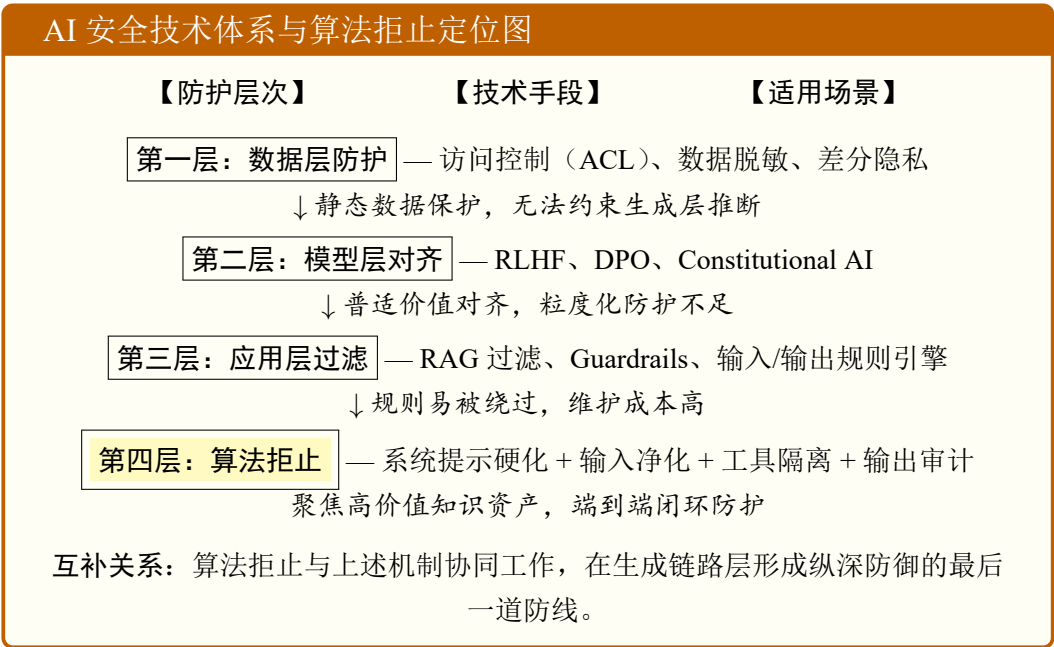 AI 安全技术体系与算法拒止定位图
【防护层次】 【技术手段】 【适用场景】
第一层：数据层防护 — 访问控制（ACL）、数据脱敏、差分隐私
↓静态数据保护，无法约束生成层推断
第二层：模型层对齐 — RLHF、DPO、Constitutional AI
↓普适价值对齐，粒度化防护不足
第三层：应用层过滤 — RAG 过滤、Guardrails、输入/输出规则引擎
↓规则易被绕过，维护成本高
第四层：算法拒止 — 系统提示硬化 + 输入净化 + 工具隔离 + 输出审计
聚焦高价值知识资产，端到端闭环防护
互补关系：算法拒止与上述机制协同工作，在生成链路层形成纵深防御的最后
一道防线。